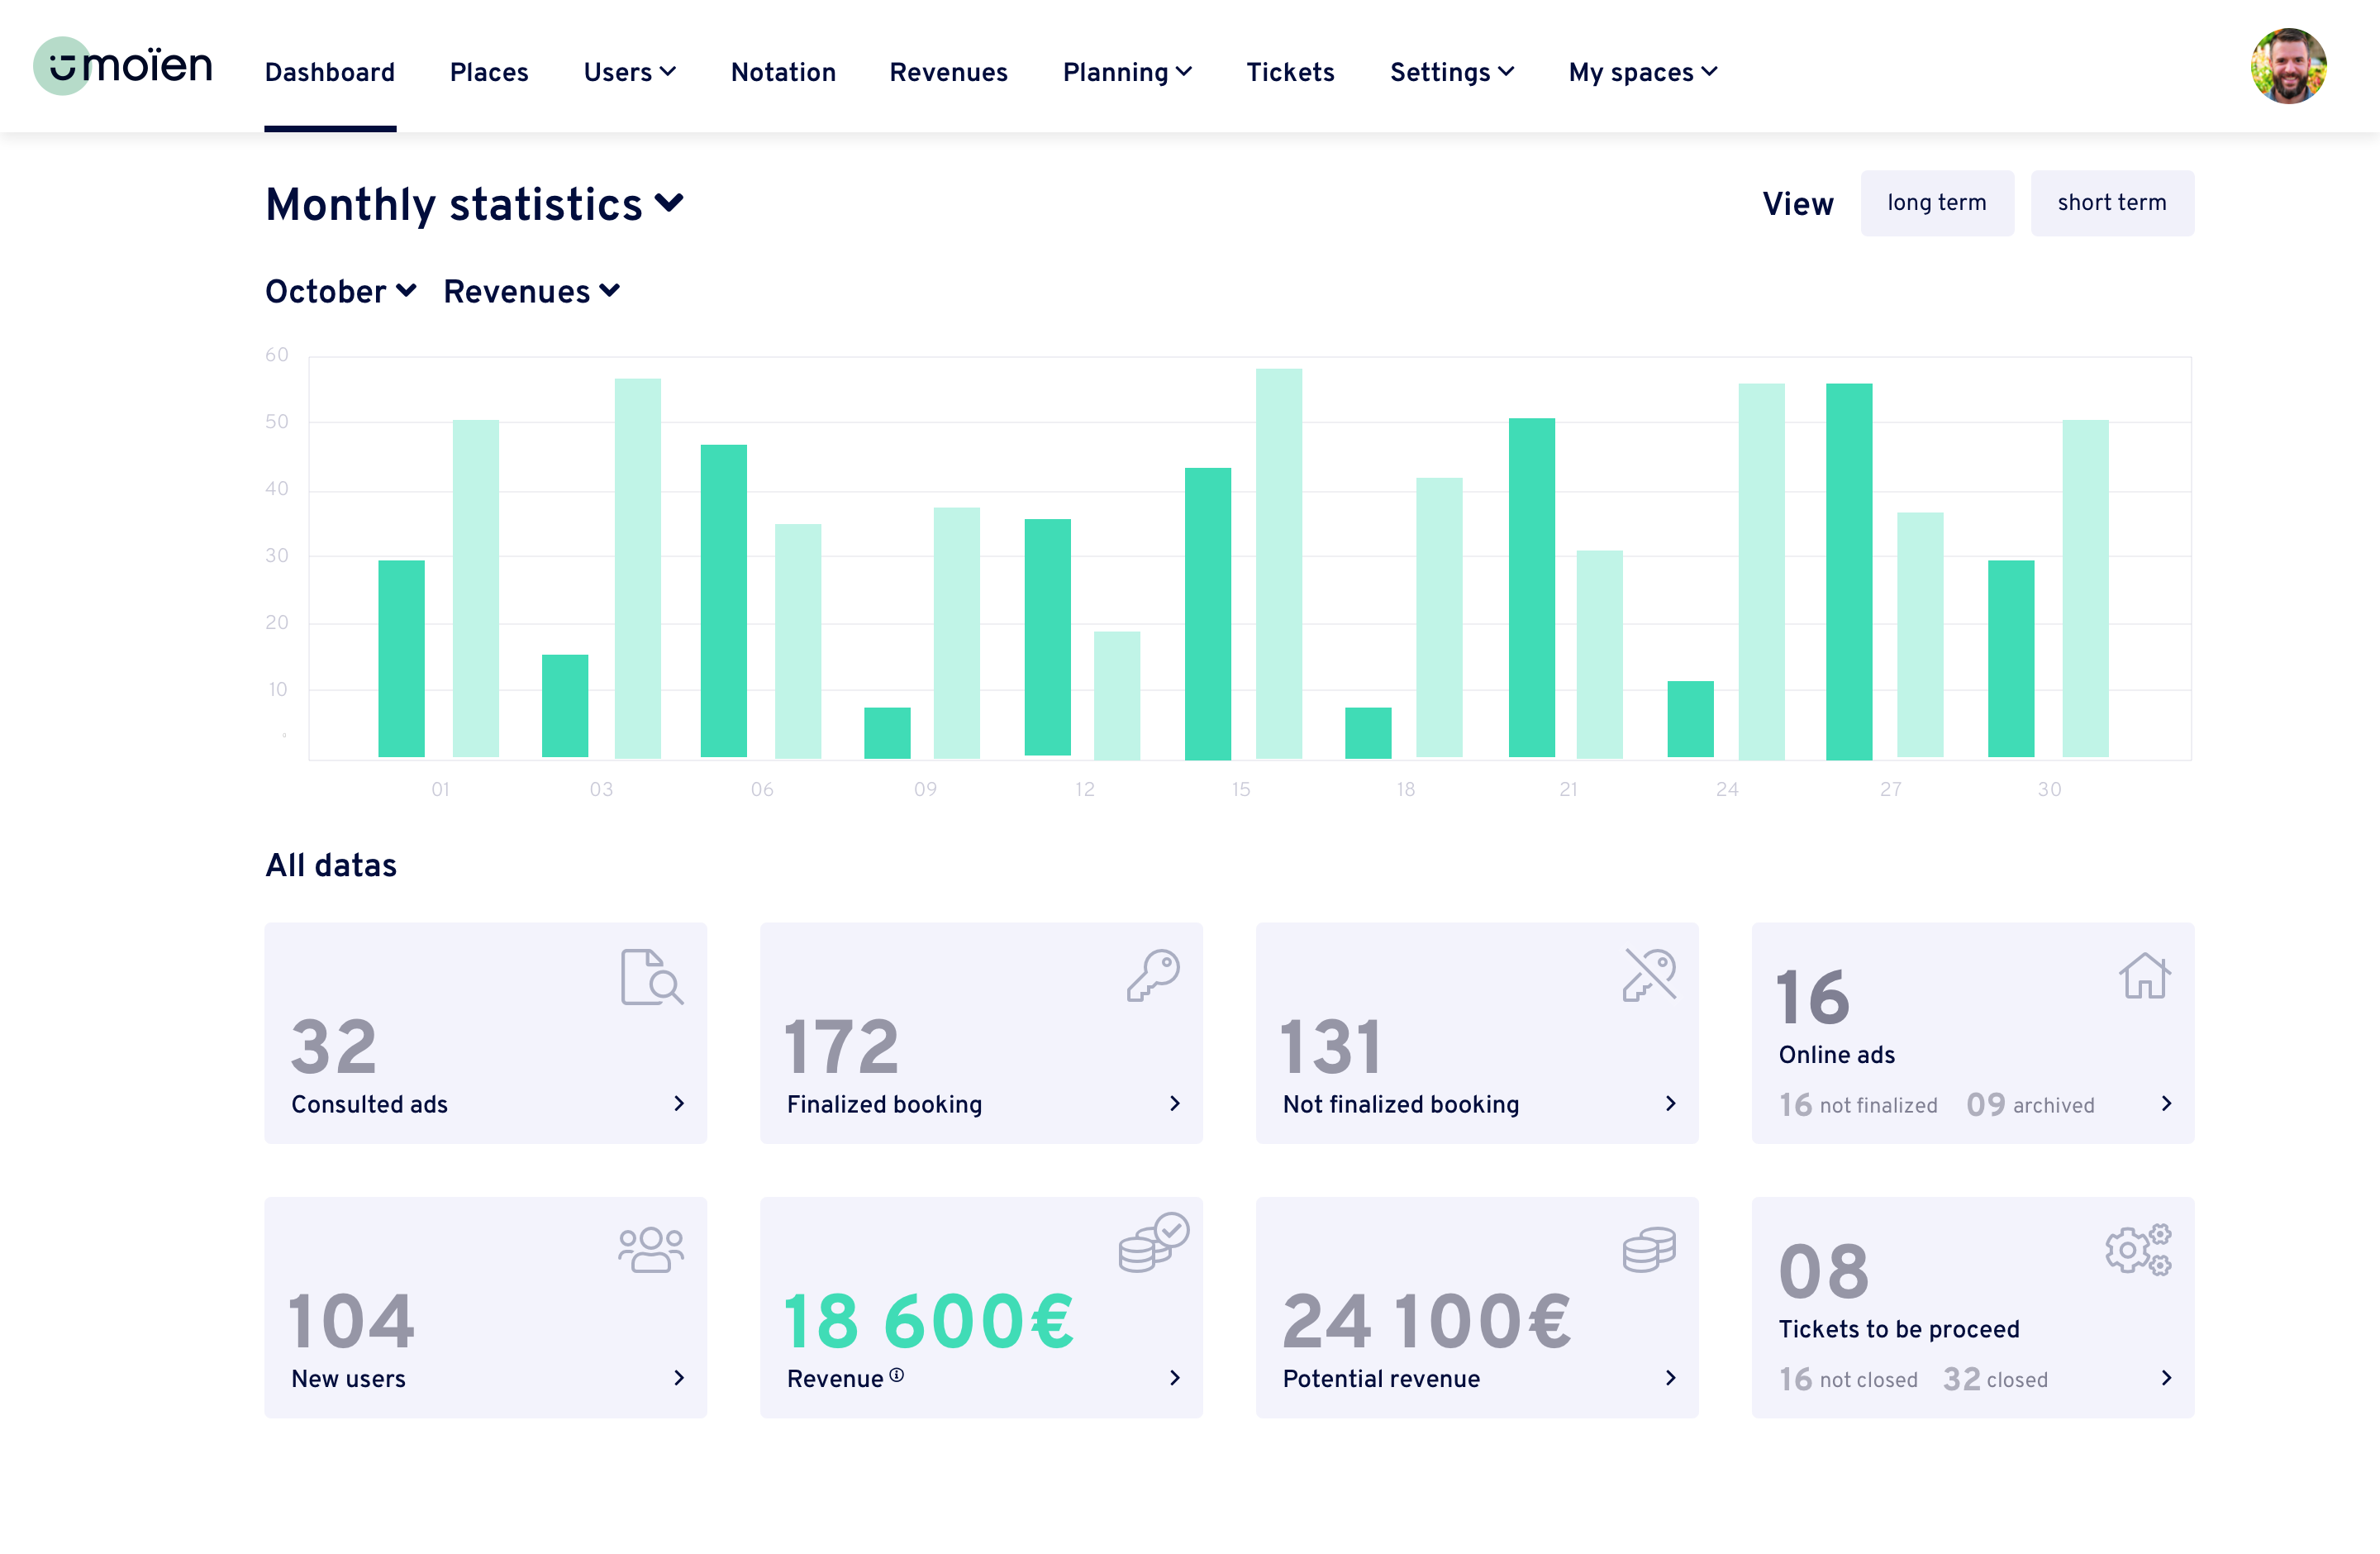 moïen Dashboard Places Users Notation Revenues Planning Tickets Settings My spaces
Monthly statistics View long term short term
October Revenues
60
50
40
30
20
10
01 03 06 09 12 15 18 21 24 27 30
All datas
32
Consulted ads
172
Finalized booking
131
Not finalized booking
16
Online ads
16 not finalized 09 archived
104
New users
18 600€
Revenue
24 100€
Potential revenue
08
Tickets to be proceed
16 not closed 32 closed